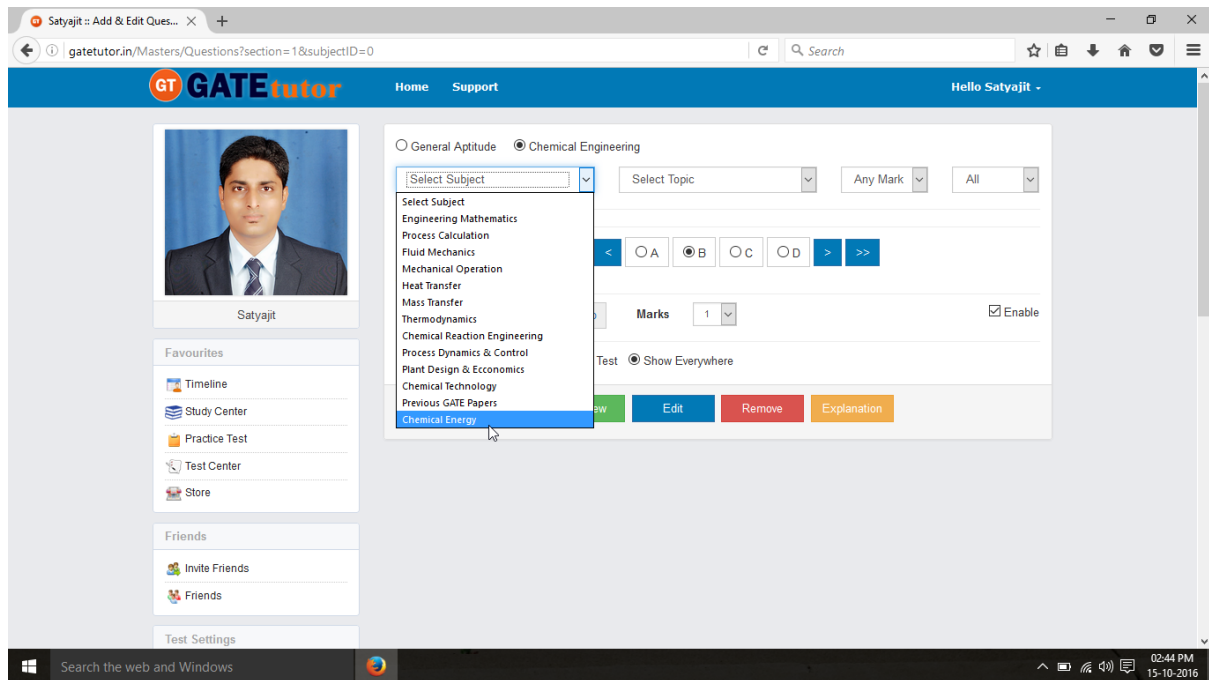 Satyajit :: Add & Edit Ques...
gatetutor.in/Masters/Questions?section=1&subjectID=0
Search
GT GATEtutor
Home Support
Hello Satyajit
Satyajit
Favourites
Timeline
Study Center
Practice Test
Test Center
Store
Friends
Invite Friends
Friends
Test Settings
General Aptitude Chemical Engineering
Select Subject Select Topic Any Mark All
Select Subject
Engineering Mathematics
Process Calculation
Fluid Mechanics
Mechanical Operation
Heat Transfer
Mass Transfer
Thermodynamics
Chemical Reaction Engineering
Process Dynamics & Control
Plant Design & Ecconomics
Chemical Technology
Previous GATE Papers
Chemical Energy
< A B C D > >>
Marks 1 Enable
Test Show Everywhere
Edit Remove Explanation
Search the web and Windows
02:44 PM
15-10-2016